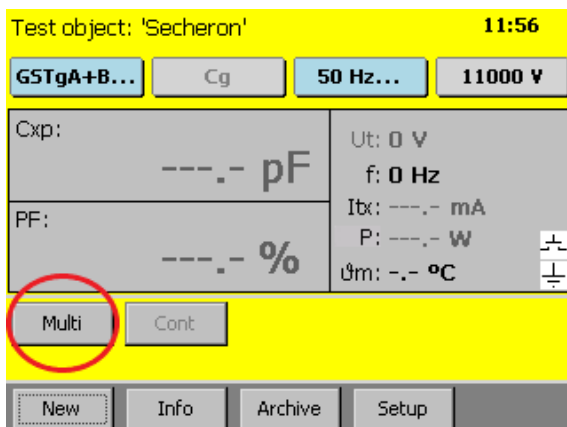 Test object: 'Secheron' 11:56
GSTgA+B... Cg 50 Hz... 11000 V
Cxp:
---.- pF
PF:
---.- %
Ut: 0 V
f: 0 Hz
Itx: ---.- mA
P: ---.- W
ϑm: -.- ºC
Multi Cont
New Info Archive Setup